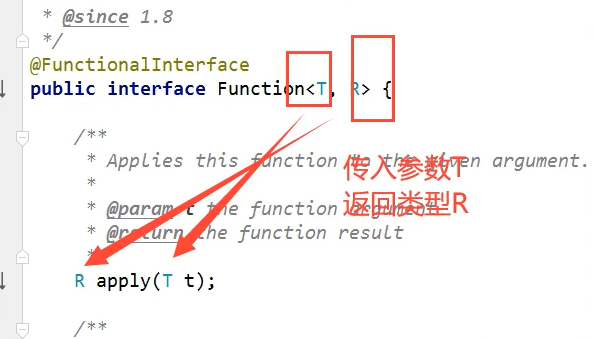 * @since 1.8
*/
@FunctionalInterface
public interface Function<T, R> {
/**
* Applies this function to the given argument.
*
* @param t the function argument
* @return the function result
*
R apply(T t);
/**
传入参数T
返回类型R